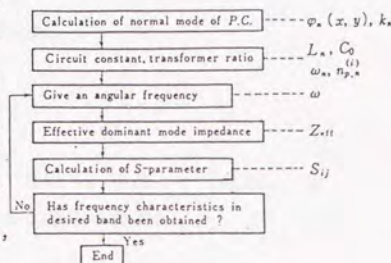 Calculation of normal mode of P.C. φₙ (x, y), kₙ
Circuit constant, transformer ratio Lₙ, C₀
ωₙ, n⁽ⁱ⁾ₚ,ₙ
Give an angular frequency ω
Effective dominant mode impedance Zₑff
Calculation of S-parameter Sᵢⱼ
No
Has frequency characteristics in
desired band been obtained ?
Yes
End